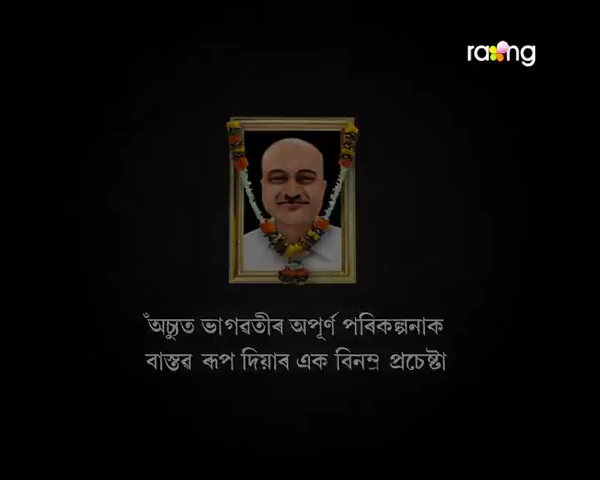 rang
ঁঅচ্যুত ভাগৱতীৰ অপূৰ্ণ পৰিকল্পনাক
বাস্তৱ ৰূপ দিয়াৰ এক বিনম্ৰ প্ৰচেষ্টা